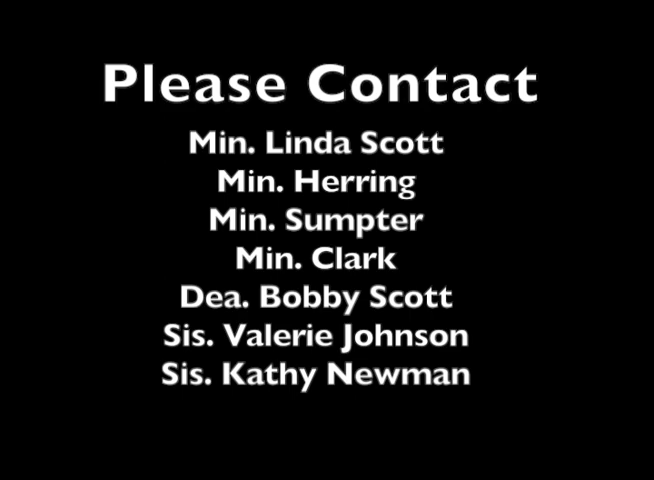 Please Contact
Min. Linda Scott
Min. Herring
Min. Sumpter
Min. Clark
Dea. Bobby Scott
Sis. Valerie Johnson
Sis. Kathy Newman